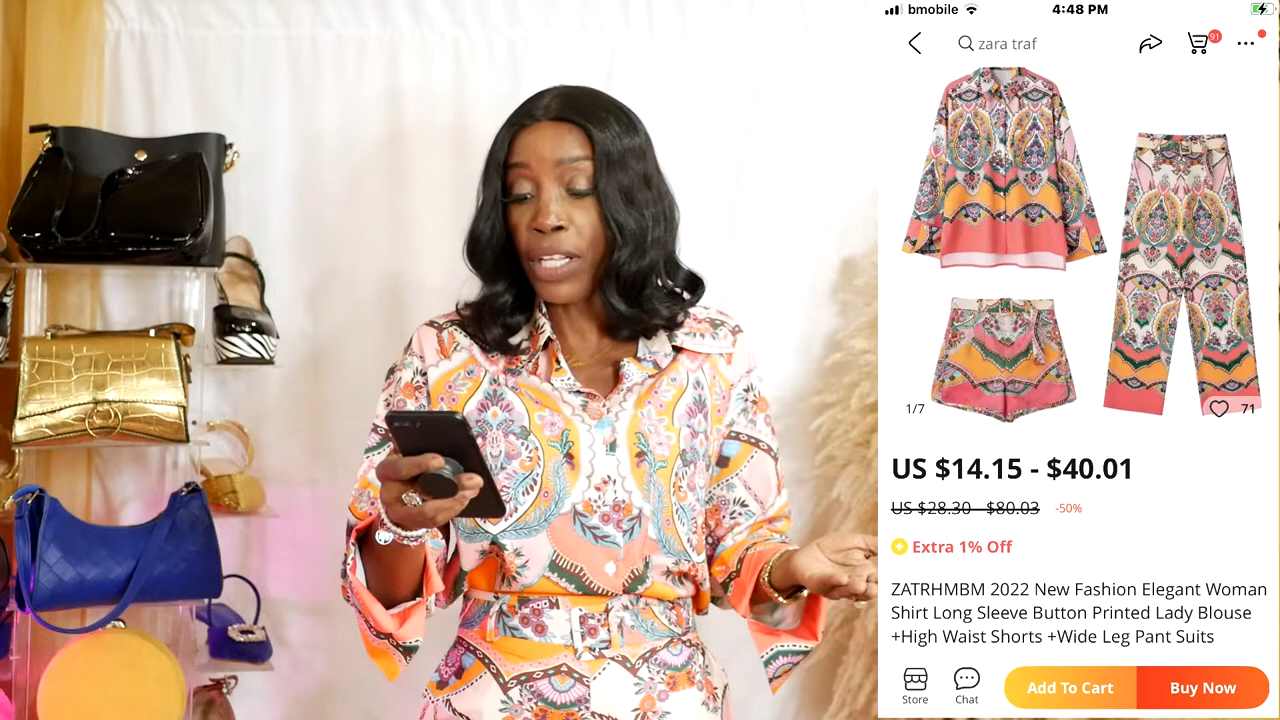 bmobile
4:48 PM
zara traf
91
1/7
71
US $14.15 - $40.01
US $28.30 - $80.03
-50%
Extra 1% Off
ZATRHMBM 2022 New Fashion Elegant Woman
Shirt Long Sleeve Button Printed Lady Blouse
+High Waist Shorts +Wide Leg Pant Suits
Store
Chat
Add To Cart
Buy Now